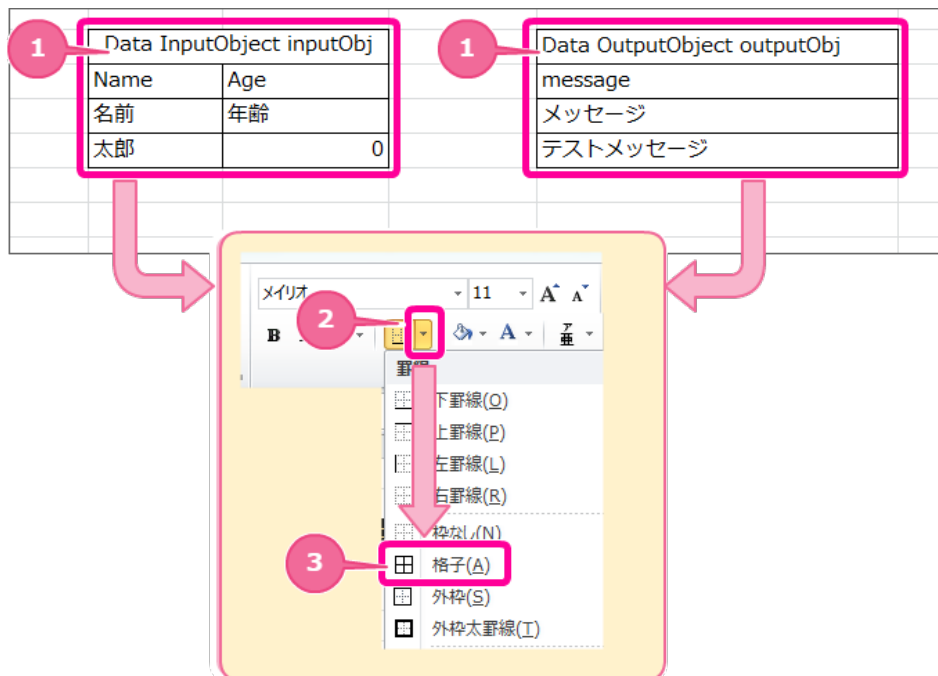 1
Data InputObject inputObj
Name Age
名前 年齢
太郎 0
1
Data OutputObject outputObj
message
メッセージ
テストメッセージ
メイリオ 11 A A
2
B A ア亜
下罫線(O)
上罫線(P)
左罫線(L)
右罫線(R)
枠なし(N)
3
格子(A)
外枠(S)
外枠太罫線(T)